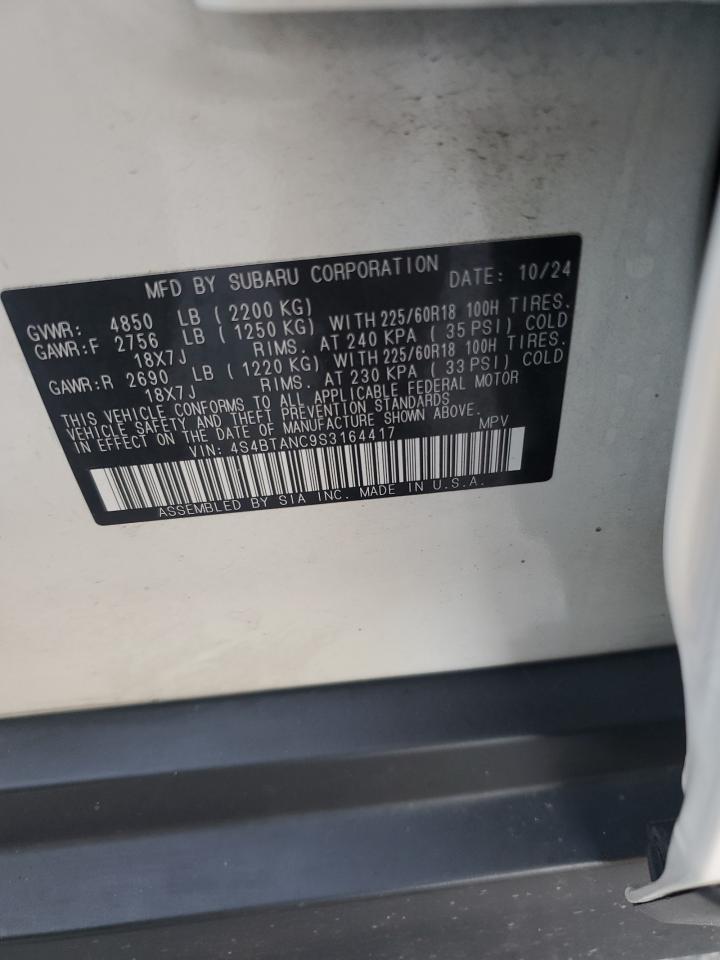 MFD BY SUBARU CORPORATION DATE: 10/24
GVWR: 4850 LB ( 2200 KG)
GAWR:F 2756 LB ( 1250 KG) WITH 225/60R18 100H TIRES.
18X7J RIMS. AT 240 KPA ( 35 PSI) COLD
GAWR:R 2690 LB ( 1220 KG) WITH 225/60R18 100H TIRES.
18X7J RIMS. AT 230 KPA ( 33 PSI) COLD
THIS VEHICLE CONFORMS TO ALL APPLICABLE FEDERAL MOTOR
VEHICLE SAFETY AND THEFT PREVENTION STANDARDS
IN EFFECT ON THE DATE OF MANUFACTURE SHOWN ABOVE.
VIN: 4S4BTANC9S3164417 MPV
ASSEMBLED BY SIA INC. MADE IN U.S.A.